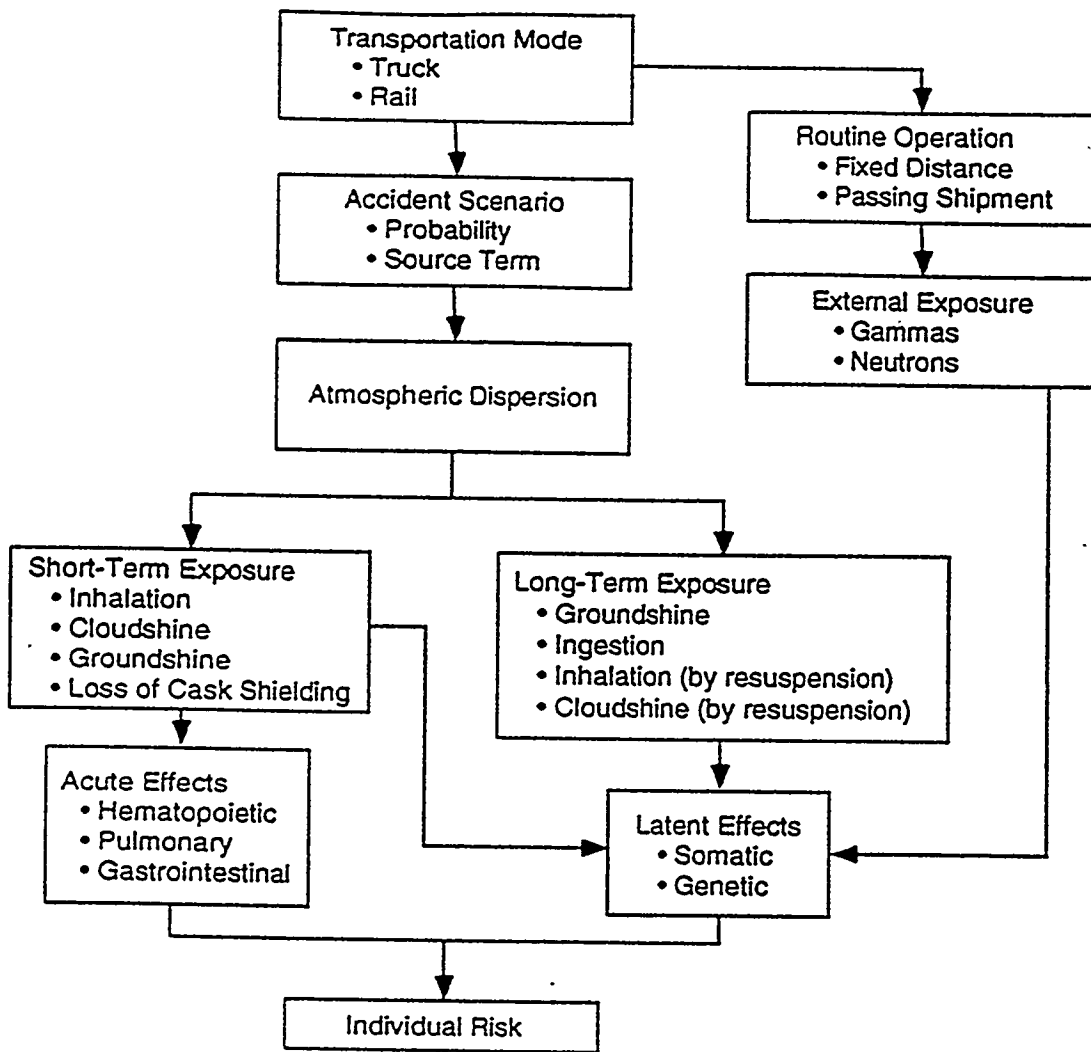 Transportation Mode
• Truck
• Rail
Routine Operation
• Fixed Distance
• Passing Shipment
Accident Scenario
• Probability
• Source Term
External Exposure
• Gammas
• Neutrons
Atmospheric Dispersion
Short-Term Exposure
• Inhalation
• Cloudshine
• Groundshine
• Loss of Cask Shielding
Long-Term Exposure
• Groundshine
• Ingestion
• Inhalation (by resuspension)
• Cloudshine (by resuspension)
Acute Effects
• Hematopoietic
• Pulmonary
• Gastrointestinal
Latent Effects
• Somatic
• Genetic
Individual Risk